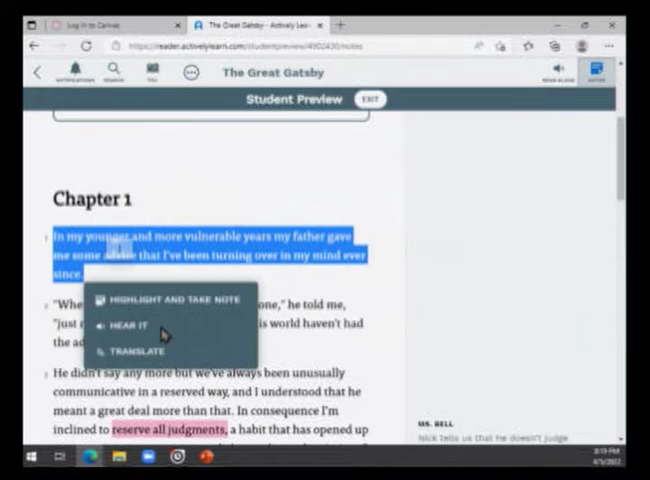 Log in to Canvas
The Great Gatsby - Actively Lea
https://reader.activelylearn.com/studentpreview/4902430/notes
NOTIFICATIONS
SEARCH
The Great Gatsby
READ ALOUD
NOTES
Student Preview
EXIT
Chapter 1
In my younger and more vulnerable years my father gave
me some advice that I've been turning over in my mind ever
since.
HIGHLIGHT AND TAKE NOTE
HEAR IT
TRANSLATE
"Whe one," he told me,
"just is world haven't had
the ad
He didn't say any more but we've always been unusually
communicative in a reserved way, and I understood that he
meant a great deal more than that. In consequence I'm
inclined to reserve all judgments, a habit that has opened up
MS. BELL
Nick tells us that he doesn't judge
8:19 PM
4/5/2022